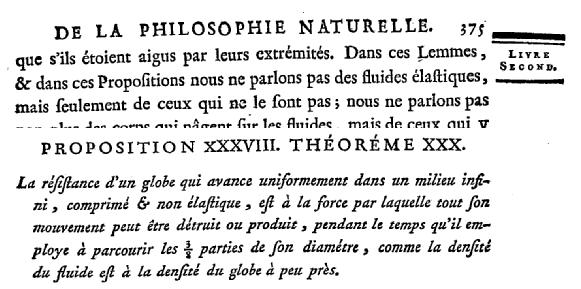 DE LA PHILOSOPHIE NATURELLE. 375
LIVRE
SECOND.
que s'ils étoient aigus par leurs extrémités. Dans ces Lemmes,
& dans ces Propoſitions nous ne parlons pas des fluides élaſtiques,
mais ſeulement de ceux qui ne le ſont pas; nous ne parlons pas
des corps qui nâgent ſur les fluides, mais de ceux qui
PROPOSITION XXXVIII. THÉORÉME XXX.
La réſiſtance d'un globe qui avance uniformement dans un milieu infi-
ni, comprimé & non élaſtique, eſt à la force par laquelle tout ſon
mouvement peut être détruit ou produit, pendant le temps qu'il em-
ploye à parcourir les ⅜ parties de ſon diamétre, comme la denſité
du fluide eſt à la denſité du globe à peu près.